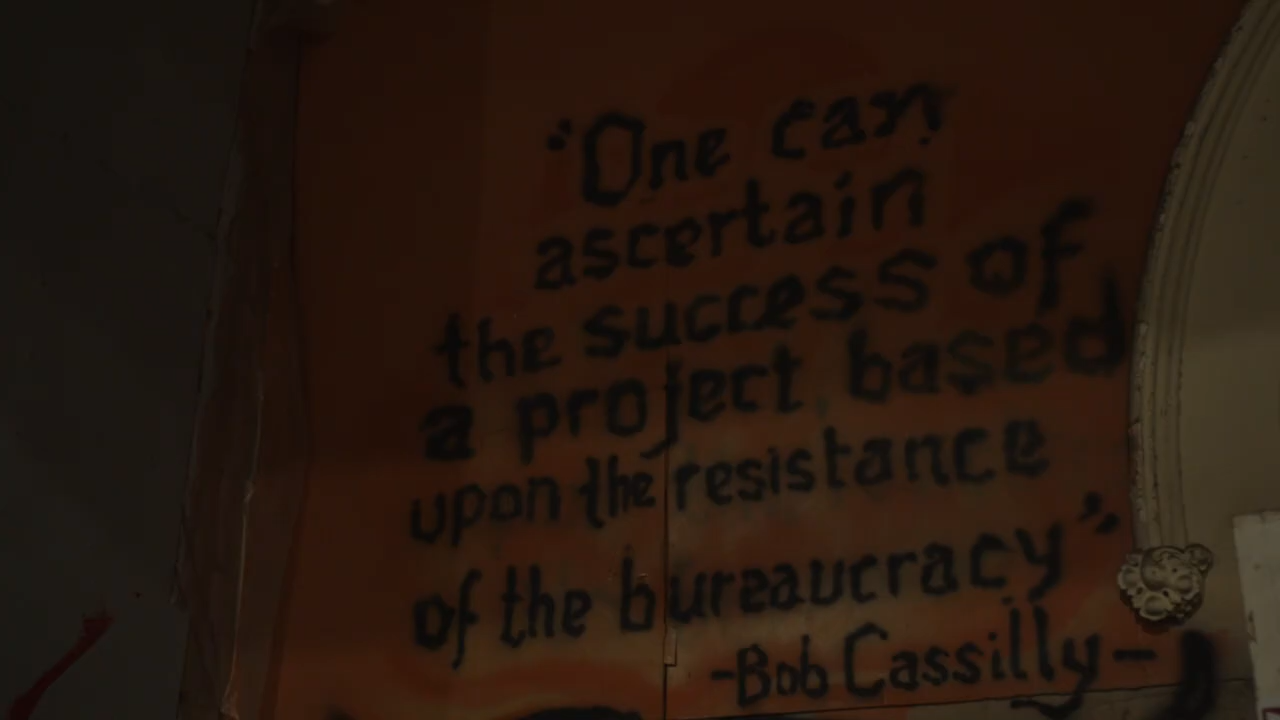 "One can
ascertain
the success of
a project based
upon the resistance
of the bureaucracy"
-Bob Cassilly-